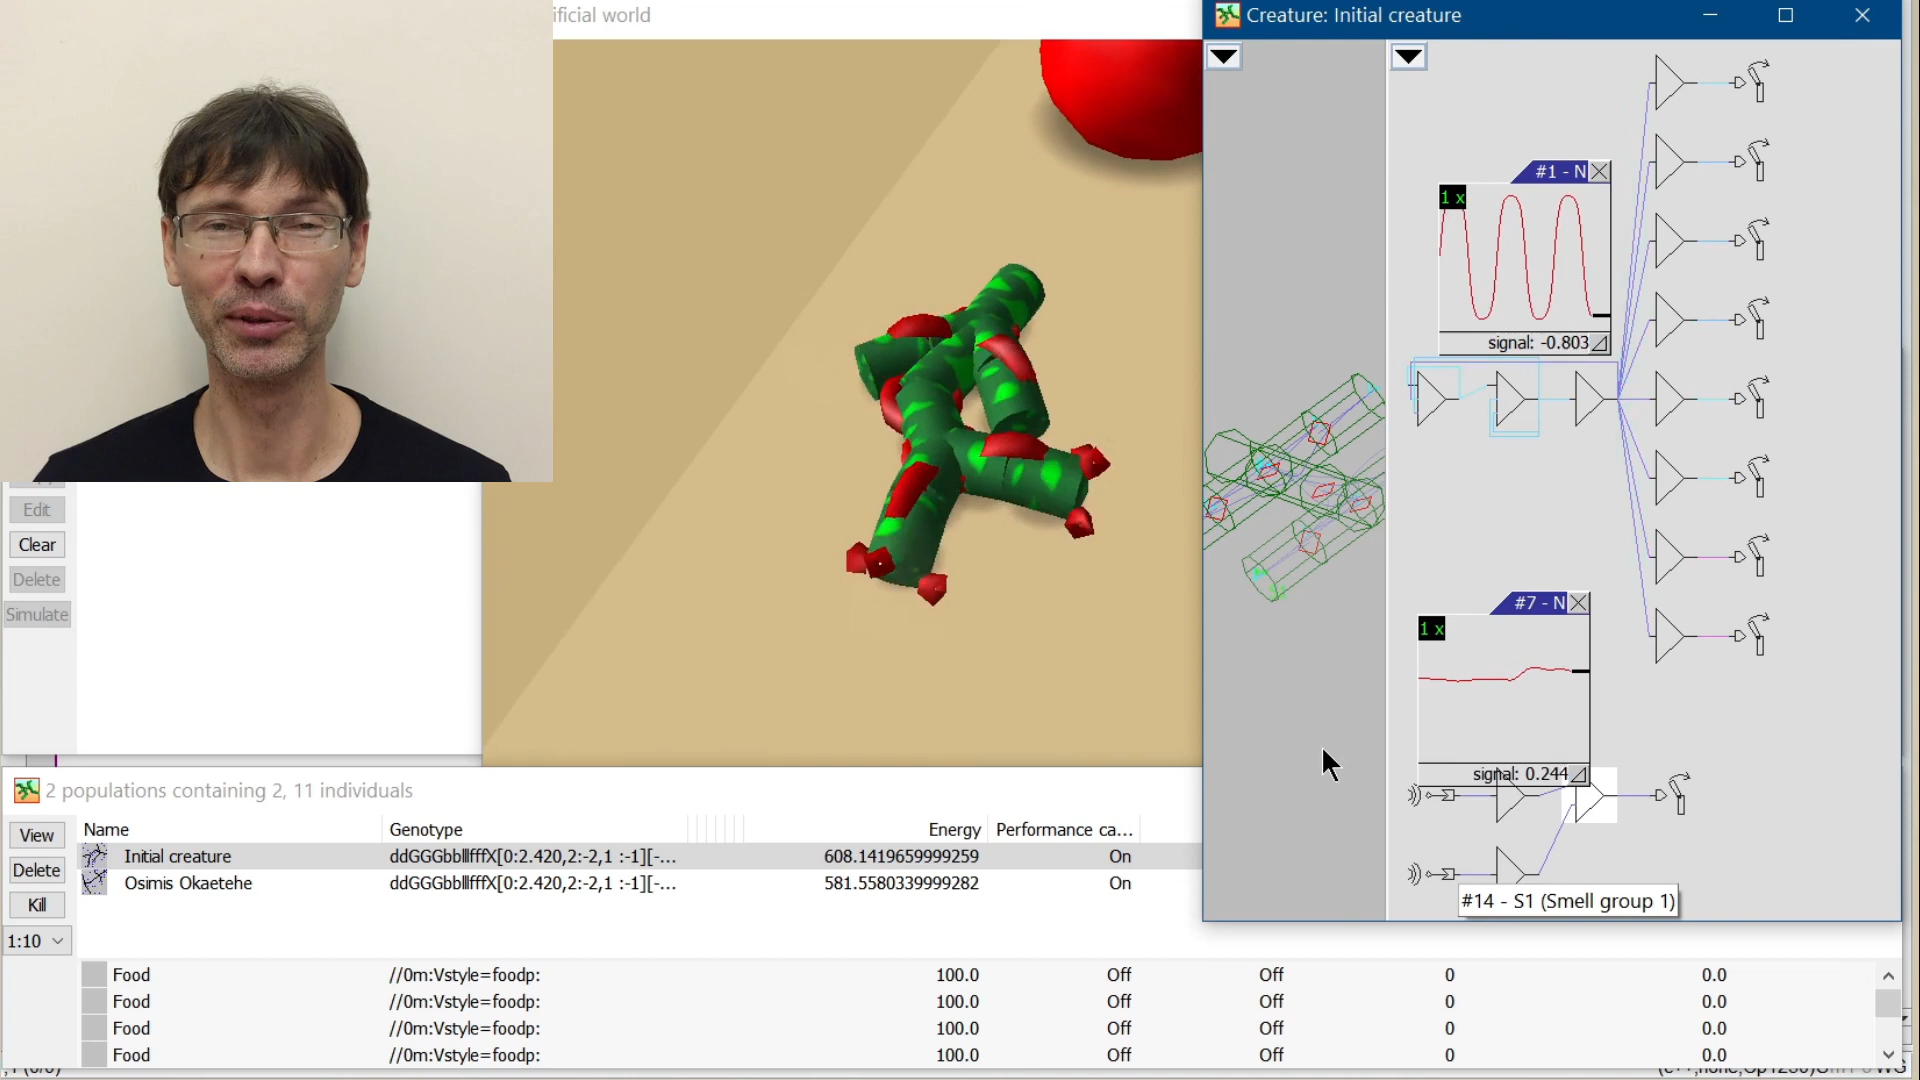 ificial world
Creature: Initial creature
#1 - N
1 x
signal: -0.803
Edit
Clear
Delete
Simulate
#7 - N
1 x
signal: 0.244
#14 - S1 (Smell group 1)
2 populations containing 2, 11 individuals
View
Delete
Kill
1:10
Name Genotype Energy Performance ca...
Initial creature ddGGGbbllfffX[0:2.420,2:-2,1 :-1][-... 608.1419659999259 On
Osimis Okaetehe ddGGGbbllfffX[0:2.420,2:-2,1 :-1][-... 581.5580339999282 On
Food //0m:Vstyle=foodp: 100.0 Off Off 0 0.0
Food //0m:Vstyle=foodp: 100.0 Off Off 0 0.0
Food //0m:Vstyle=foodp: 100.0 Off Off 0 0.0
Food //0m:Vstyle=foodp: 100.0 Off Off 0 0.0